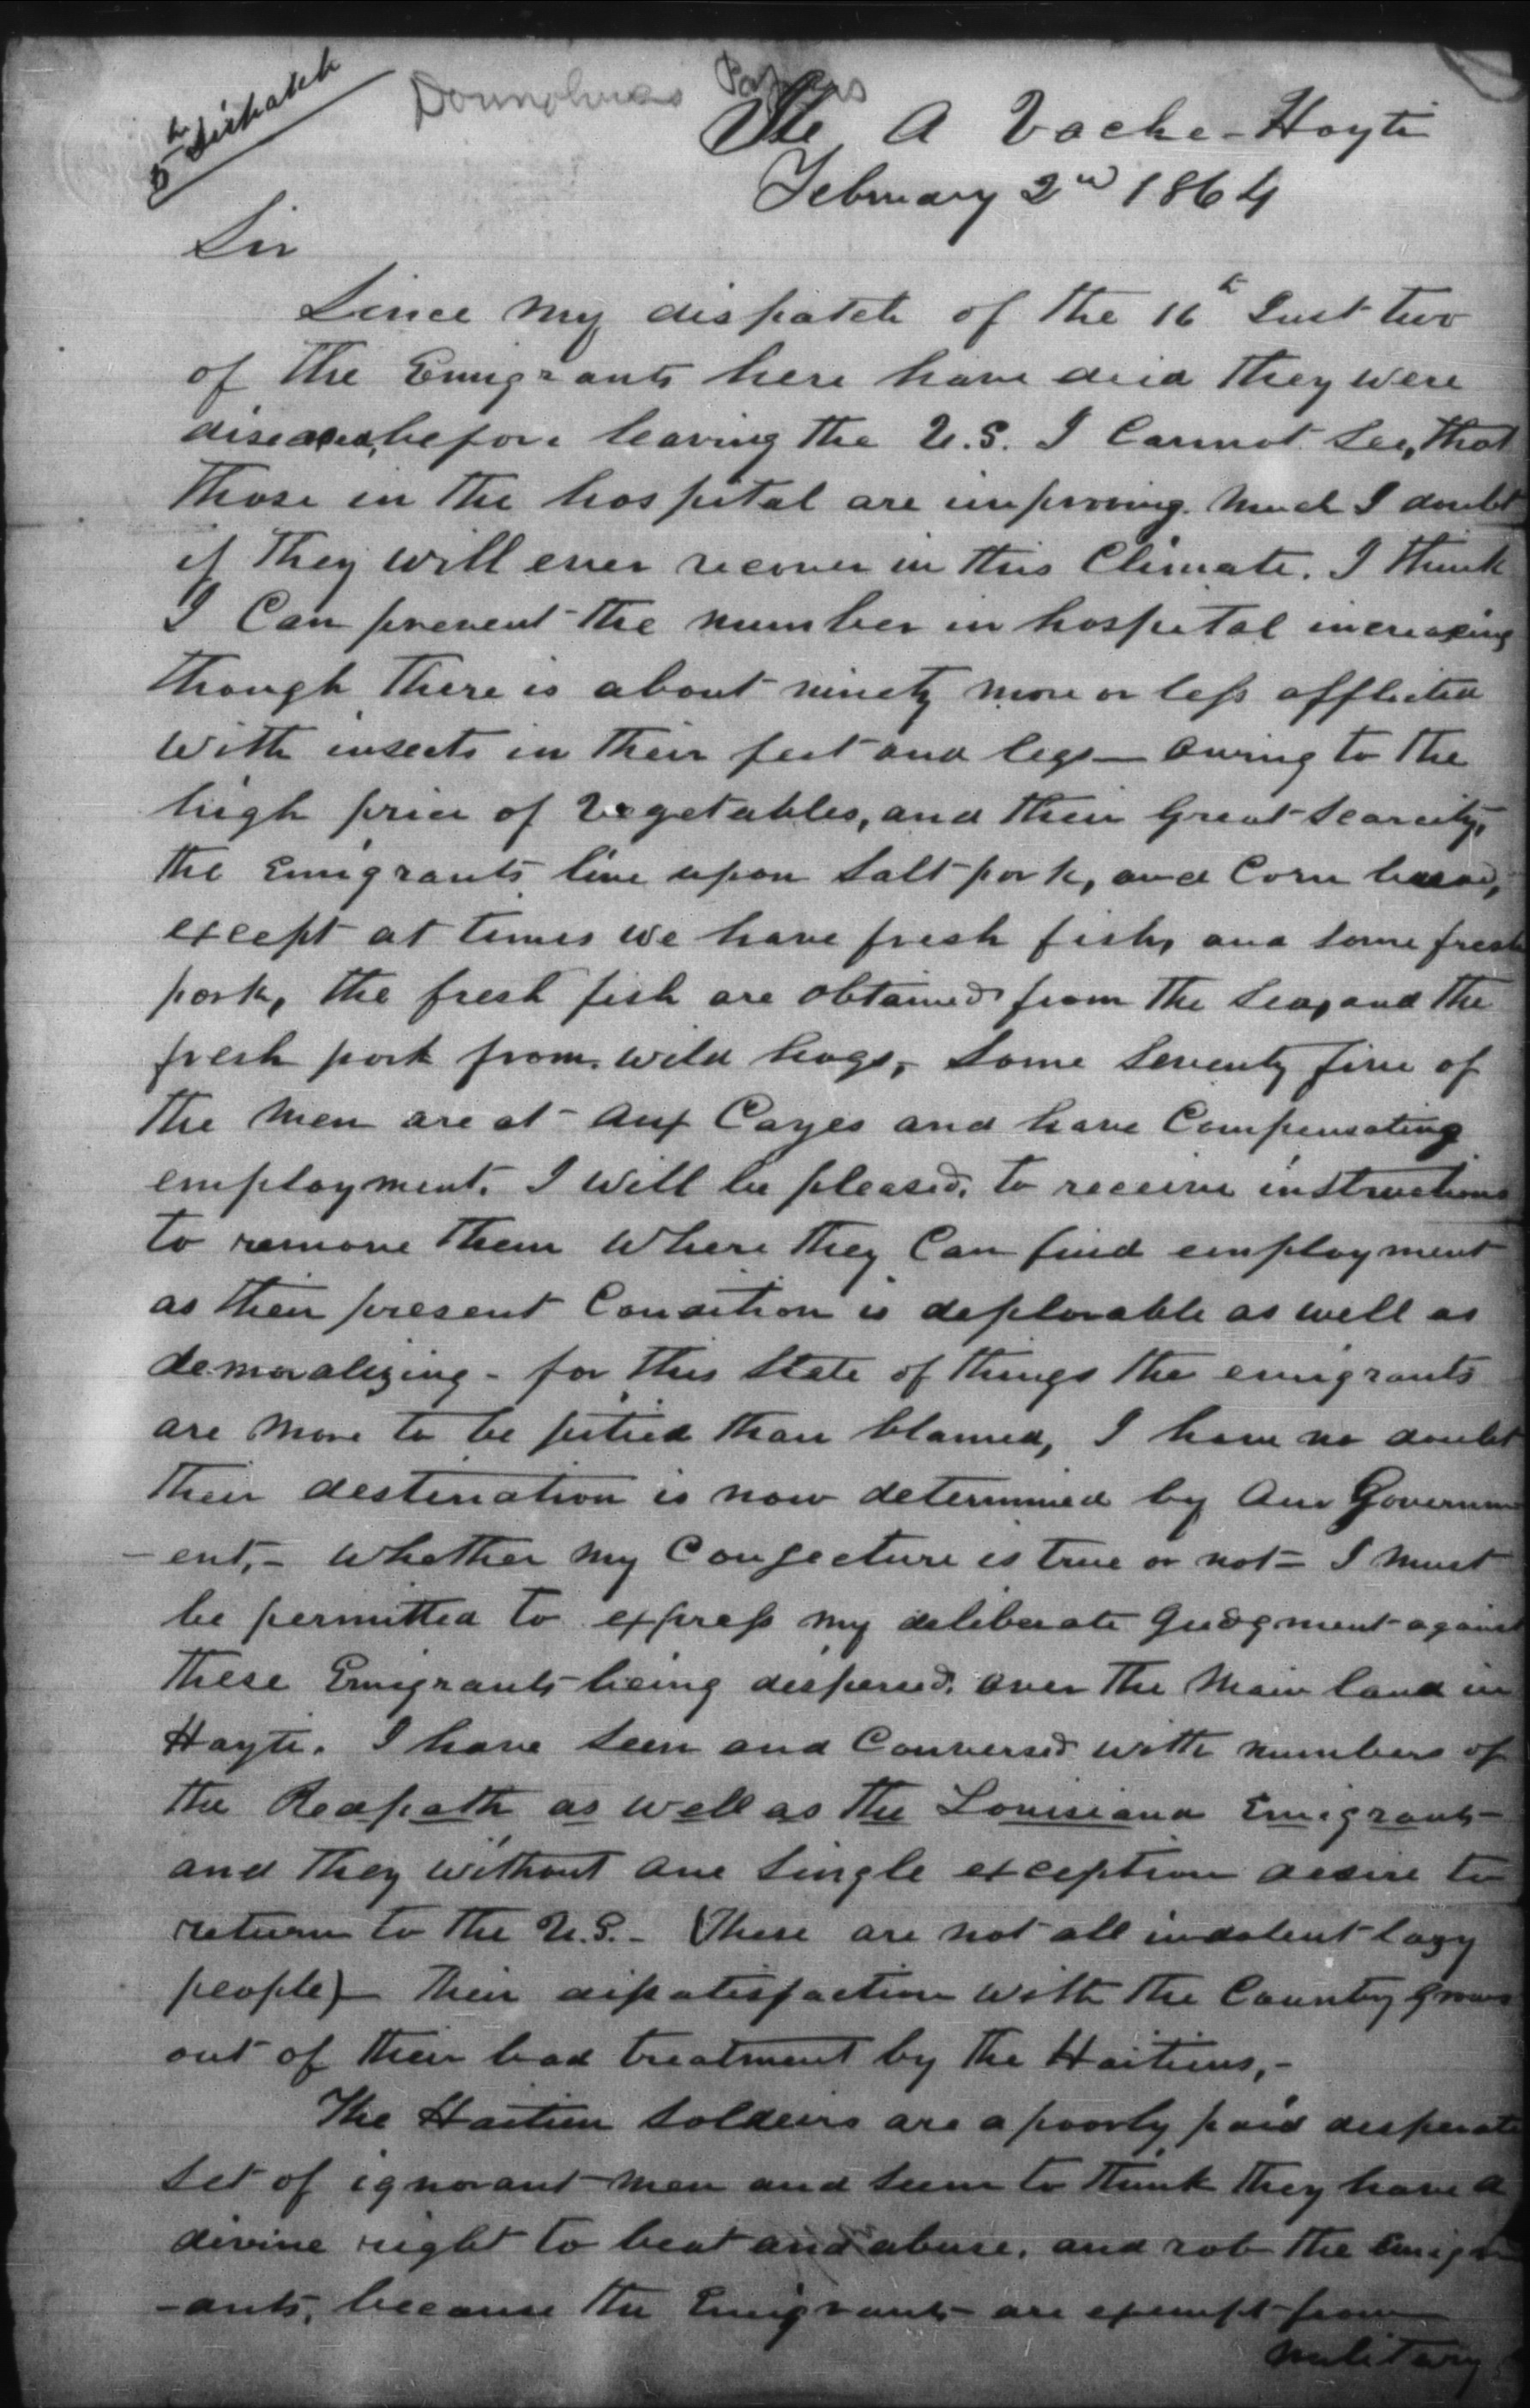 5th Dispatch
Donnohues Papers
Ile A Vache - Hayti
February 2nd 1864
Sir
Since my dispatch of the 16th Inst two
of the Emigrants here have died they were
diseased, before leaving the U.S. I Cannot See, that
those in the hospital are improving much I doubt
if they will ever recover in this Climate. I think
I Can prevent the number in hospital increasing
though there is about ninety more or less afflicted
with insects in their feet and legs — Owing to the
high price of Vegetables, and their great Scarcity,
the Emigrants live upon Salt pork, and Corn bread,
except at times we have fresh fish, and some fresh
pork, the fresh fish are obtained from the Sea, and the
fresh pork from wild hogs, Some Seventy five of
the men are at Aux Cayes and have Compensating
employment. I will be pleased, to receive instructions
to remove them Where they Can find employment
as their present Condition is deplorable as well as
demoralizing - for this State of things the emigrants
are more to be pitied than blamed, I have no doubt
their destination is now determined by Our Governm
- ent, - Whether my Conjecture is true or not - I must
be permitted to express my deliberate Judgment against
these Emigrants being dispersed, over the Main land in
Hayti. I have Seen and Conversed with numbers of
the Redpath as well as the Louisiana Emigrants -
and they without one Single exception desire to
return to the U.S. - (These are not all indolent lazy
people) - Their disatisfaction with the Country grows
out of their bad treatment by the Haitiens, -
The Haitien Soldeirs are a poorly paid desperate
Set of ignorant men and Seem to think they have a
divine right to beat and abuse, and rob the Emigr
- ants, because the Emigrants are exempt from
military